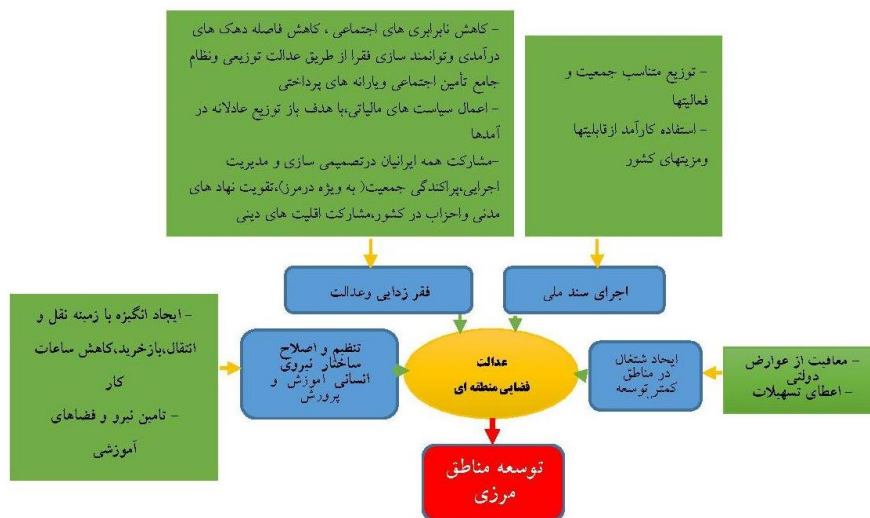 – کاهش نابرابری های اجتماعی ، کاهش فاصله دهک های
درآمدی وتوانمند سازی فقرا از طریق عدالت توزیعی ونظام
جامع تأمین اجتماعی ویارانه های پرداختی
– اعمال سیاست های مالیاتی،با هدف باز توزیع عادلانه در
آمدها
–مشارکت همه ایرانیان درتصمیمی سازی و مدیریت
اجرایی،پراکندگی جمعیت( به ویژه درمرز)،تقویت نهاد های
مدنی واحزاب در کشور،مشارکت اقلیت های دینی
– توزیع متناسب جمعیت و
فعالیتها
– استفاده کارآمد ازقابلیتها
ومزیتهای کشور
فقر زدایی وعدالت
اجرای سند ملی
– ایجاد انگیزه با زمینه نقل و
انتقال،بازخرید،کاهش ساعات
کار
– تامین نیرو و فضاهای
آموزشی
تنظیم و اصلاح
ساختار نیروی
انسانی آموزش و
پرورش
عدالت
فضایی منطقه ای
ایجاد شتغال
در مناطق
کمتر توسعه
– معافیت از عوارض
دولتی
– اعطای تسهیلات
توسعه مناطق
مرزی